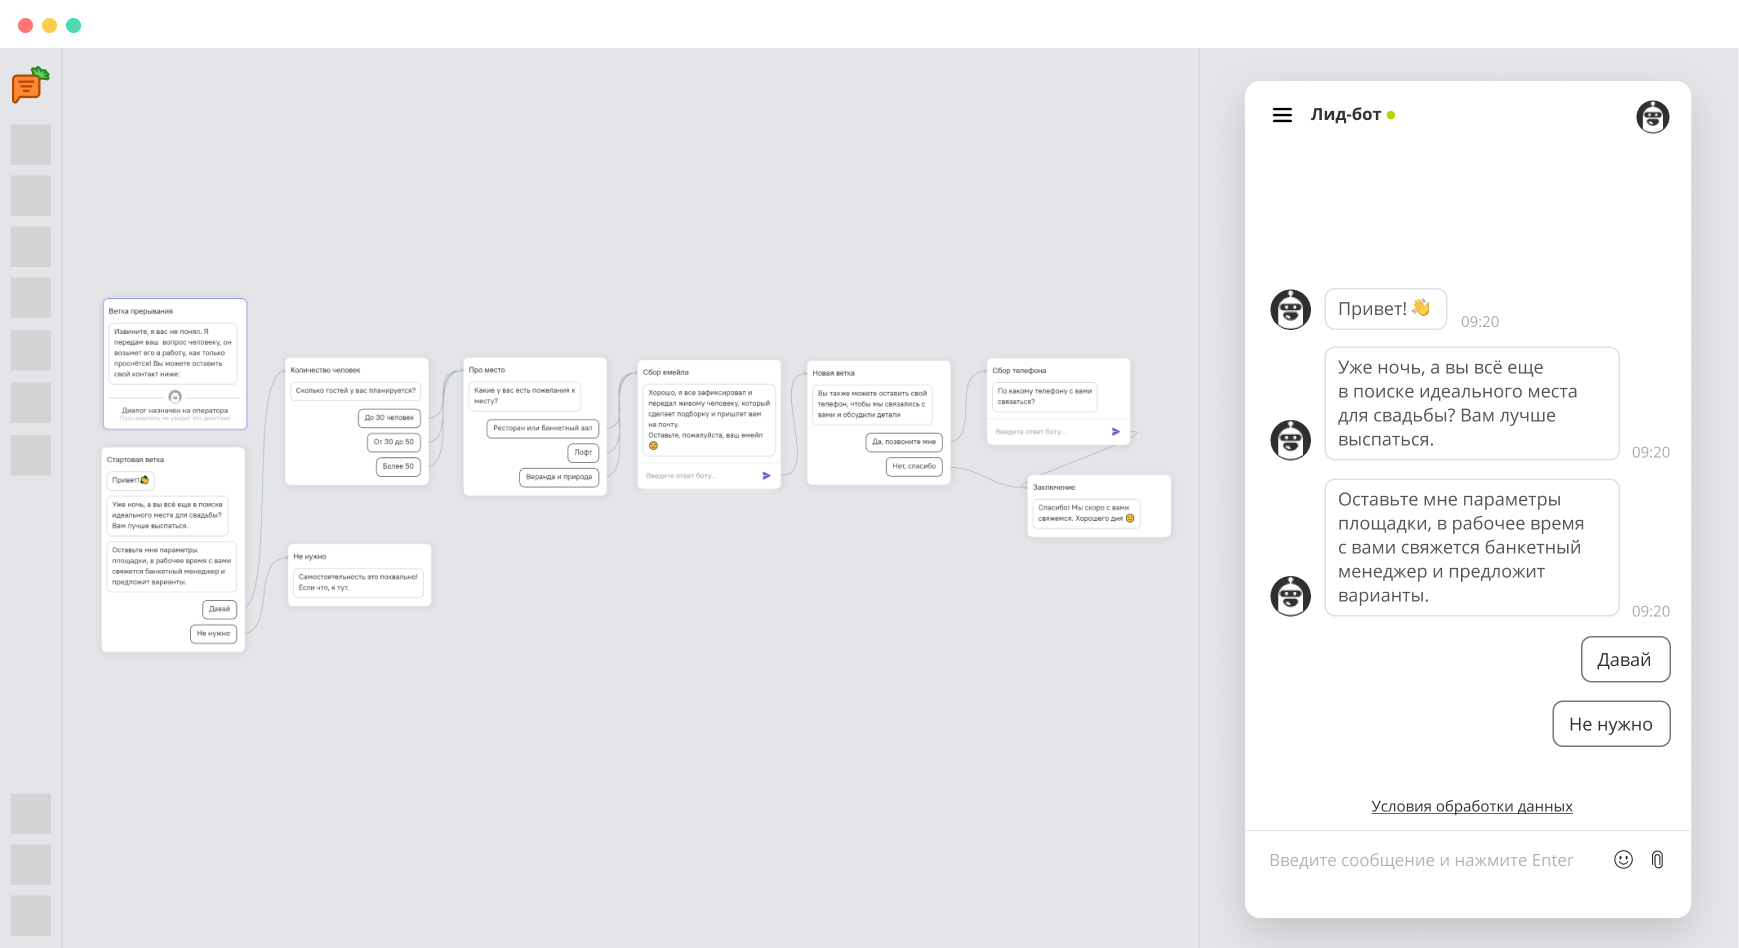 Ветка прерывания
Извините, я вас не понял. Я
передам ваш вопрос человеку, он
возьмет его в работу, как только
проснётся! Вы можете оставить
свой контакт ниже:
Диалог назначен на оператора
Пользователь не увидит это действие
Стартовая ветка
Привет!👋
Уже ночь, а вы всё еще в поиске
идеального места для свадьбы?
Вам лучше выспаться.
Оставьте мне параметры
площадки, в рабочее время с вами
свяжется банкетный менеджер и
предложит варианты.
Давай
Не нужно
Количество человек
Сколько гостей у вас планируется?
До 30 человек
От 30 до 50
Более 50
Не нужно
Самостоятельность это похвально!
Если что, я тут.
Про место
Какие у вас есть пожелания к
месту?
Ресторан или Банкетный зал
Лофт
Веранда и природа
Сбор емейла
Хорошо, я все зафиксировал и
передал живому человеку, который
сделает подборку и пришлет вам
на почту.
Оставьте, пожалуйста, ваш емейл
😊
Введите ответ боту...
Новая ветка
Вы также можете оставить свой
телефон, чтобы мы связались с
вами и обсудили детали
Да, позвоните мне
Нет, спасибо
Сбор телефона
По какому телефону с вами
связаться?
Введите ответ боту...
Заключение
Спасибо! Мы скоро с вами
свяжемся. Хорошего дня 😊
Лид-бот
Привет! 👋
09:20
Уже ночь, а вы всё еще
в поиске идеального места
для свадьбы? Вам лучше
выспаться.
09:20
Оставьте мне параметры
площадки, в рабочее время
с вами свяжется банкетный
менеджер и предложит
варианты.
09:20
Давай
Не нужно
Условия обработки данных
Введите сообщение и нажмите Enter